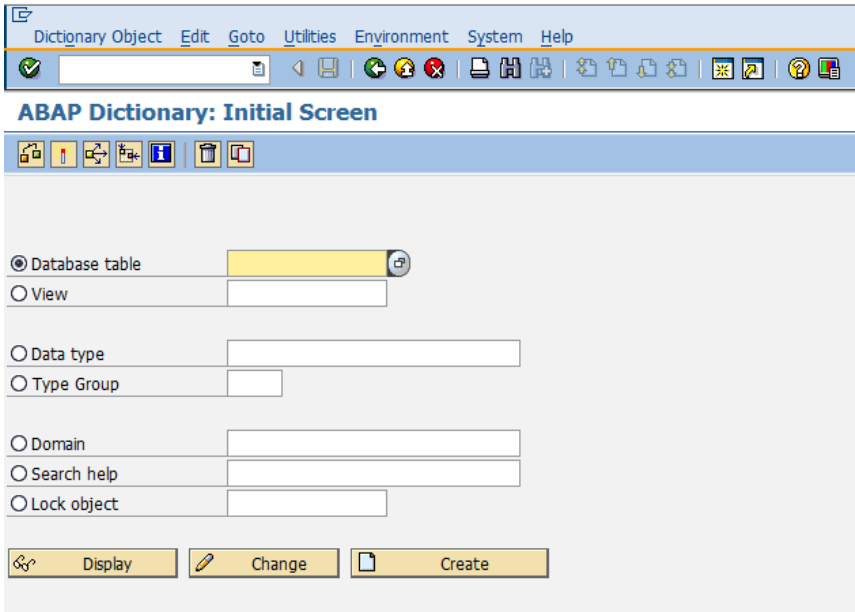 Dictionary Object Edit Goto Utilities Environment System Help
ABAP Dictionary: Initial Screen
Database table
View
Data type
Type Group
Domain
Search help
Lock object
Display Change Create